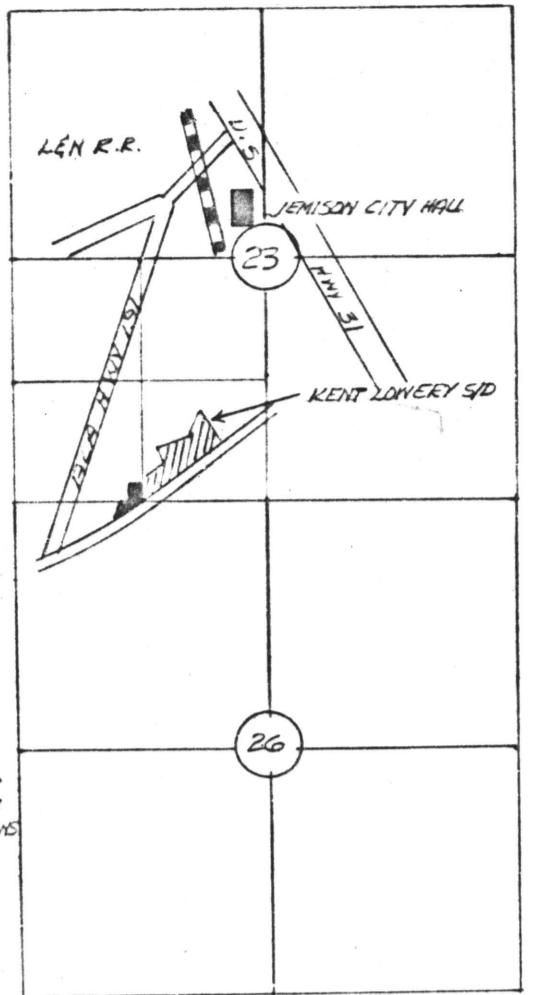 U.S
L&N R.R.
JEMISON CITY HALL
23
HWY 31
ALA HWY 191
KENT LOWERY S/D
26